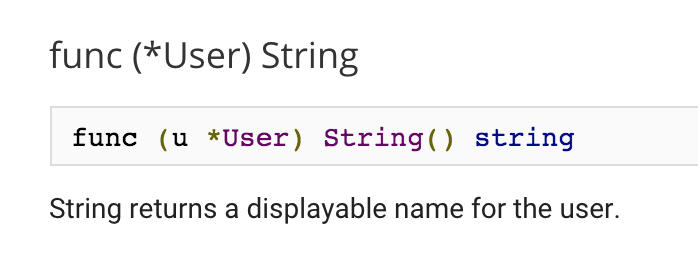 func (*User) String
func (u *User) String() string
String returns a displayable name for the user.